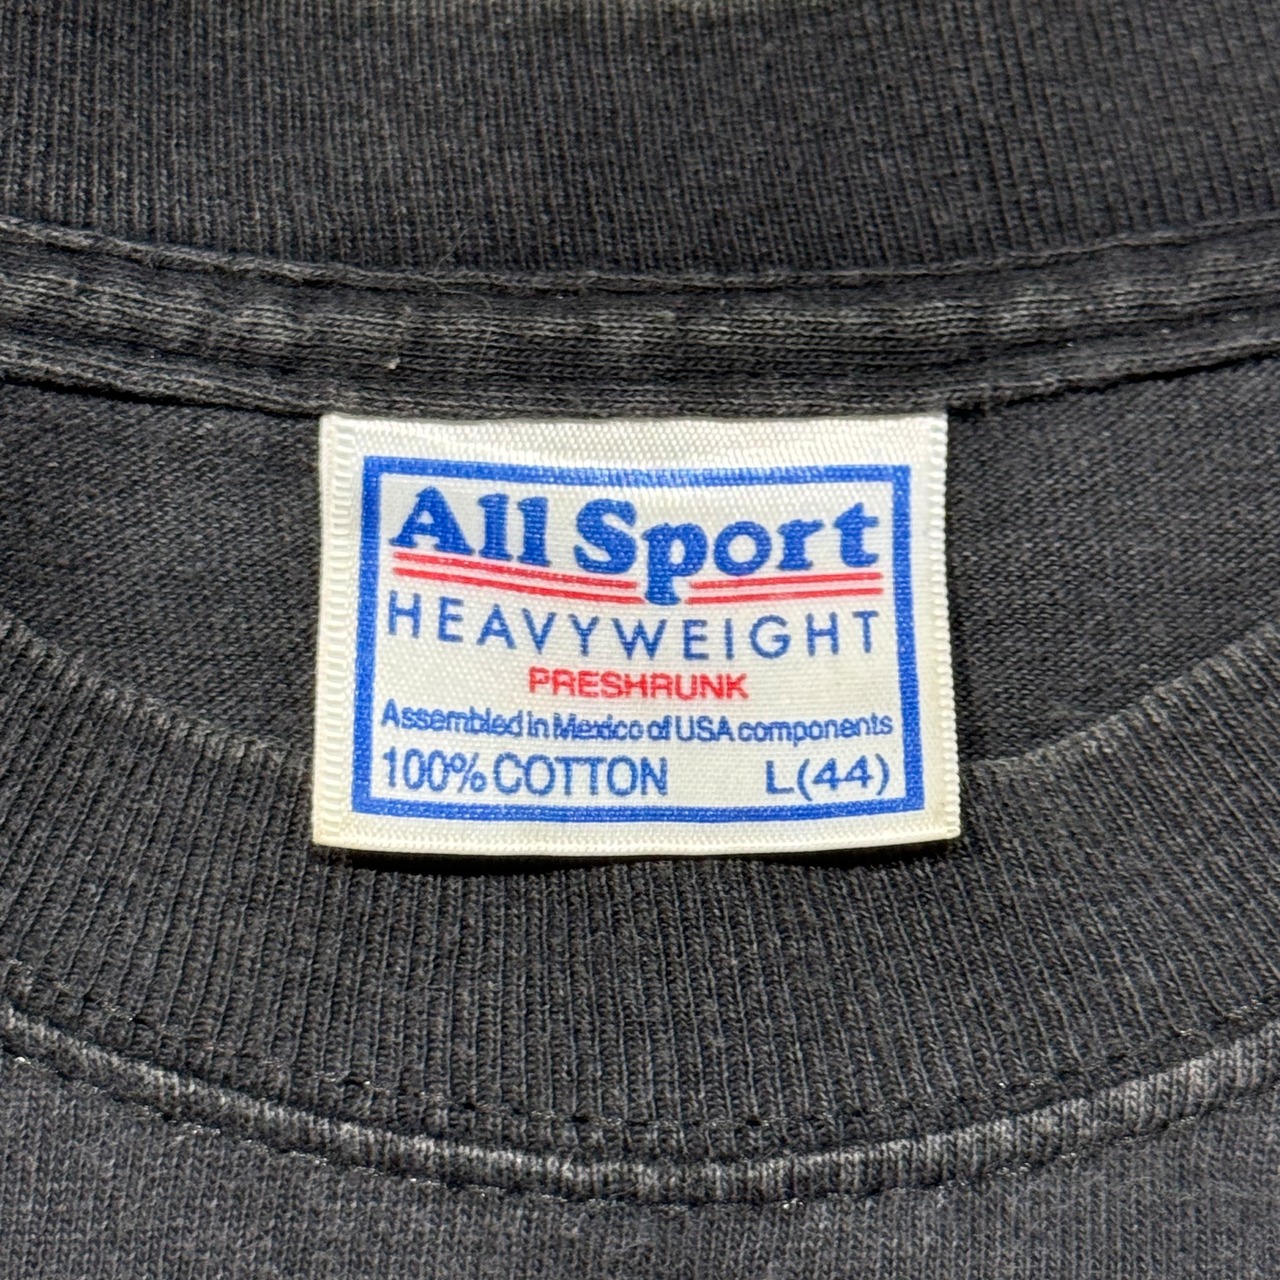 All Sport
HEAVYWEIGHT
PRESHRUNK
Assembled in Mexico of USA components
100% COTTON L(44)